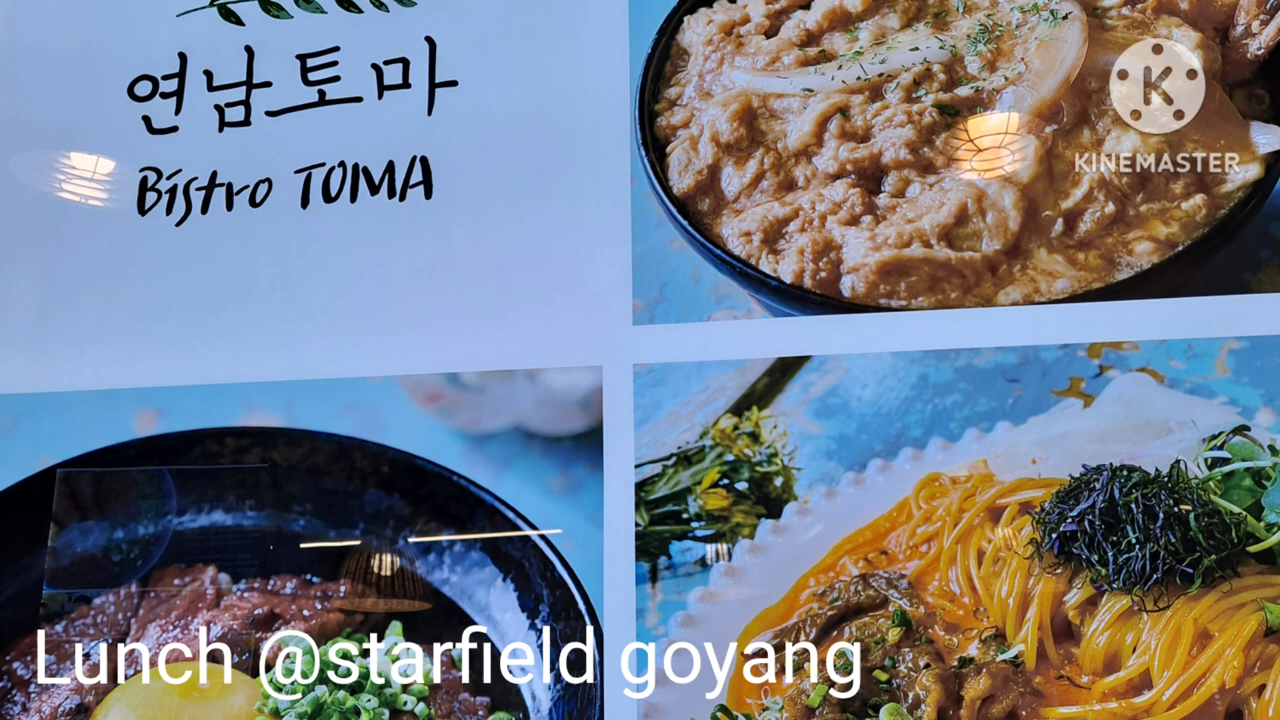 연남토마
Bistro TOMA
K
KINEMASTER
Lunch @starfield goyang